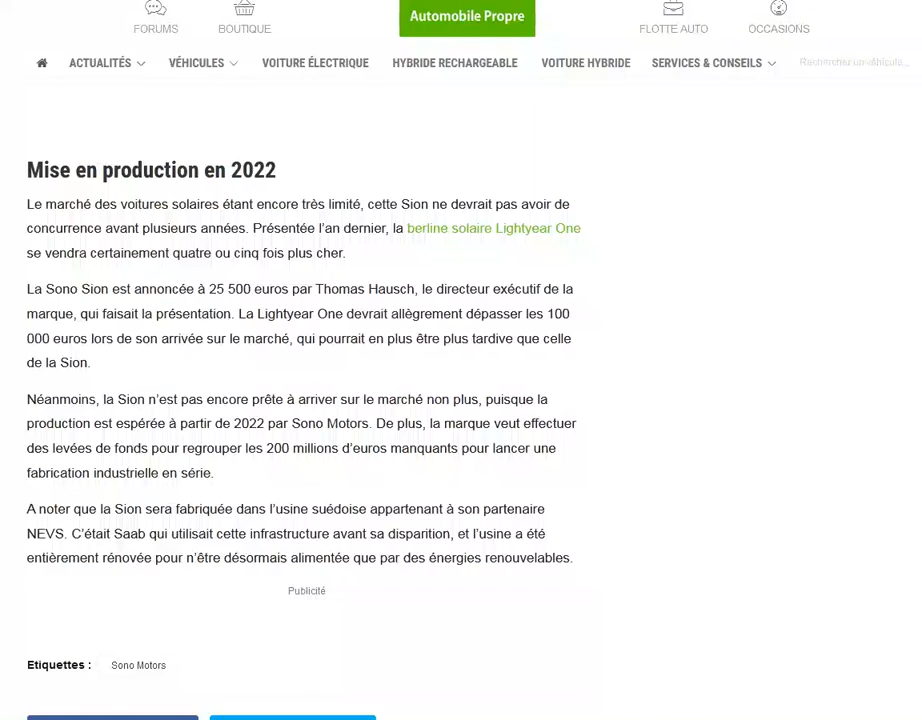 FORUMS
BOUTIQUE
Automobile Propre
FLOTTE AUTO
OCCASIONS
ACTUALITÉS
VÉHICULES
VOITURE ÉLECTRIQUE
HYBRIDE RECHARGEABLE
VOITURE HYBRIDE
SERVICES & CONSEILS
Rechercher un véhicule...
Mise en production en 2022
Le marché des voitures solaires étant encore très limité, cette Sion ne devrait pas avoir de
concurrence avant plusieurs années. Présentée l'an dernier, la berline solaire Lightyear One
se vendra certainement quatre ou cinq fois plus cher.
La Sono Sion est annoncée à 25 500 euros par Thomas Hausch, le directeur exécutif de la
marque, qui faisait la présentation. La Lightyear One devrait allègrement dépasser les 100
000 euros lors de son arrivée sur le marché, qui pourrait en plus être plus tardive que celle
de la Sion.
Néanmoins, la Sion n'est pas encore prête à arriver sur le marché non plus, puisque la
production est espérée à partir de 2022 par Sono Motors. De plus, la marque veut effectuer
des levées de fonds pour regrouper les 200 millions d'euros manquants pour lancer une
fabrication industrielle en série.
A noter que la Sion sera fabriquée dans l'usine suédoise appartenant à son partenaire
NEVS. C'était Saab qui utilisait cette infrastructure avant sa disparition, et l'usine a été
entièrement rénovée pour n'être désormais alimentée que par des énergies renouvelables.
Publicité
Etiquettes : Sono Motors